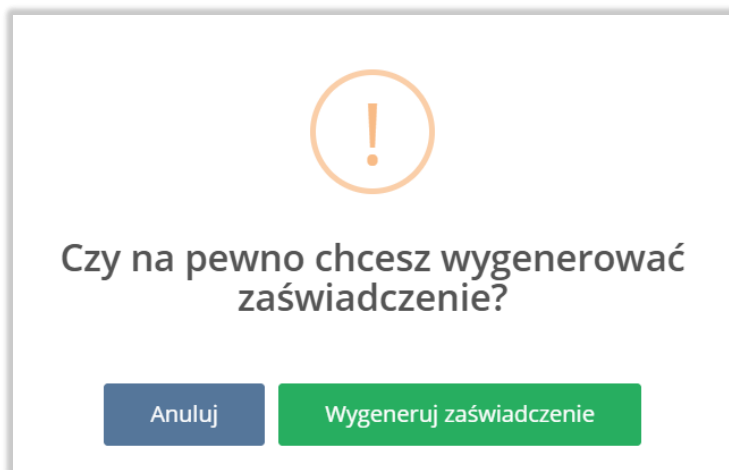 Czy na pewno chcesz wygenerować
zaświadczenie?
Anuluj
Wygeneruj zaświadczenie